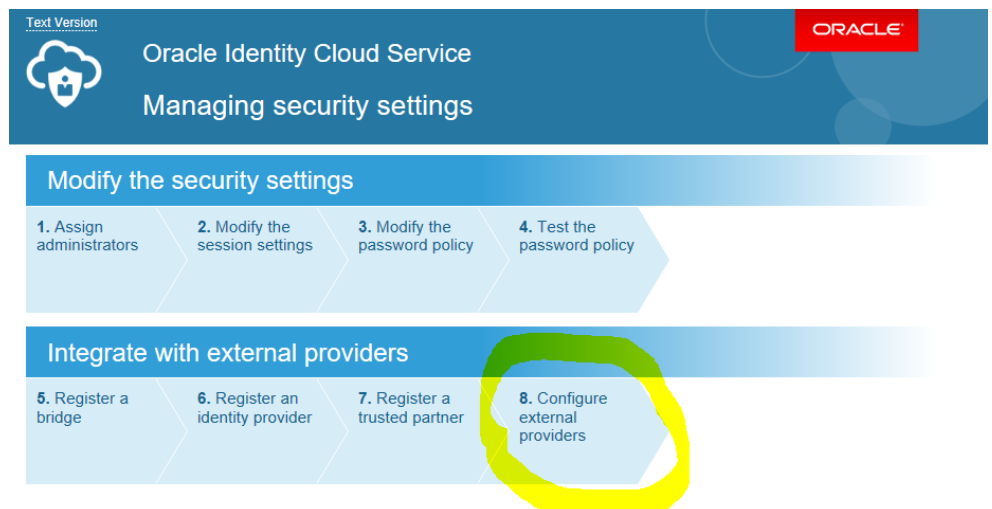 Text Version
ORACLE
Oracle Identity Cloud Service
Managing security settings
Modify the security settings
1. Assign
administrators
2. Modify the
session settings
3. Modify the
password policy
4. Test the
password policy
Integrate with external providers
5. Register a
bridge
6. Register an
identity provider
7. Register a
trusted partner
8. Configure
external
providers